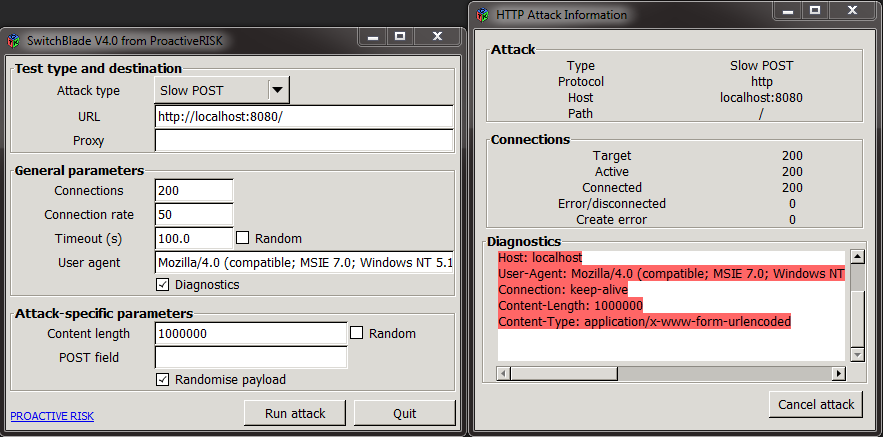 SwitchBlade V4.0 from ProactiveRISK
Test type and destination
Attack type Slow POST
URL http://localhost:8080/
Proxy
General parameters
Connections 200
Connection rate 50
Timeout (s) 100.0 Random
User agent Mozilla/4.0 (compatible; MSIE 7.0; Windows NT 5.1
Diagnostics
Attack-specific parameters
Content length 1000000 Random
POST field
Randomise payload
PROACTIVE RISK Run attack Quit
HTTP Attack Information
Attack
Type Slow POST
Protocol http
Host localhost:8080
Path /
Connections
Target 200
Active 200
Connected 200
Error/disconnected 0
Create error 0
Diagnostics
Host: localhost
User-Agent: Mozilla/4.0 (compatible; MSIE 7.0; Windows NT
Connection: keep-alive
Content-Length: 1000000
Content-Type: application/x-www-form-urlencoded
Cancel attack